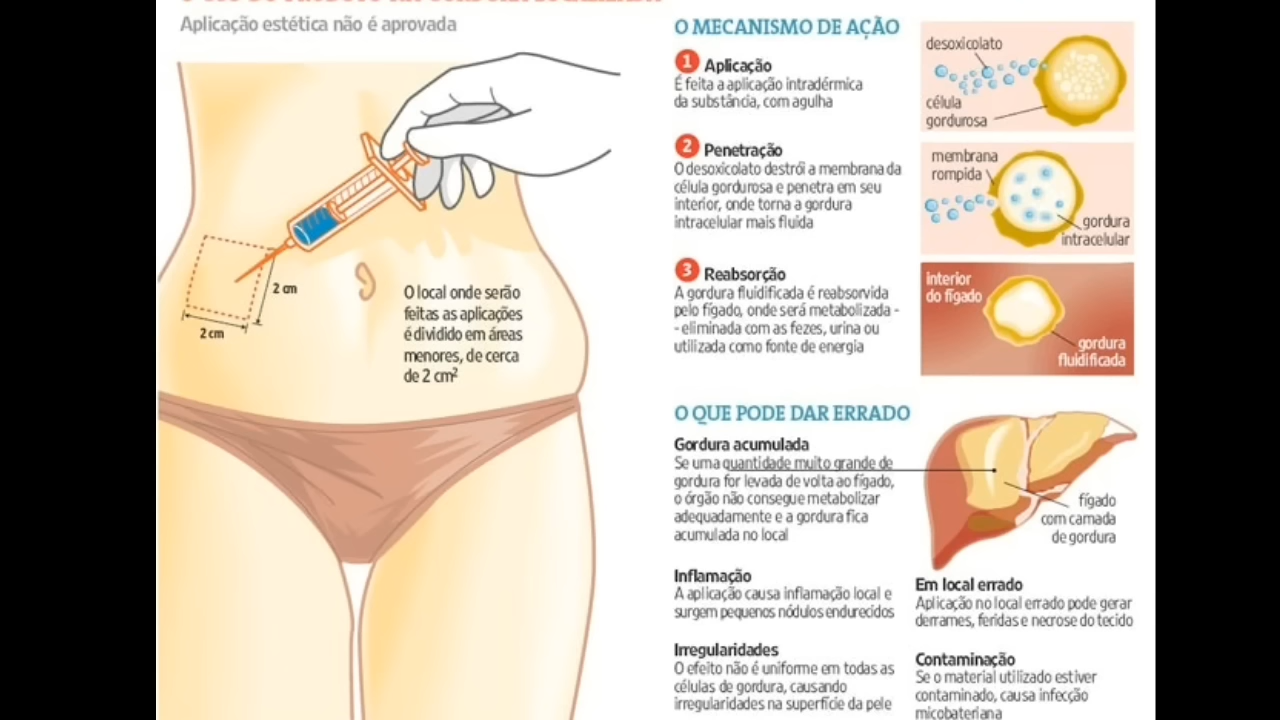 Aplicação estética não é aprovada
2 cm
2 cm
O local onde serão
feitas as aplicações
é dividido em áreas
menores, de cerca
de 2 cm²
O MECANISMO DE AÇÃO
1 Aplicação
É feita a aplicação intradérmica
da substância, com agulha
2 Penetração
O desoxicolato destrói a membrana da
célula gordurosa e penetra em seu
interior, onde torna a gordura
intracelular mais fluida
3 Reabsorção
A gordura fluidificada é reabsorvida
pelo fígado, onde será metabolizada -
- eliminada com as fezes, urina ou
utilizada como fonte de energia
desoxicolato
célula
gordurosa
membrana
rompida
gordura
intracelular
interior
do fígado
gordura
fluidificada
O QUE PODE DAR ERRADO
Gordura acumulada
Se uma quantidade muito grande de
gordura for levada de volta ao fígado,
o órgão não consegue metabolizar
adequadamente e a gordura fica
acumulada no local
fígado
com camada
de gordura
Inflamação
A aplicação causa inflamação local e
surgem pequenos nódulos endurecidos
Irregularidades
O efeito não é uniforme em todas as
células de gordura, causando
irregularidades na superfície da pele
Em local errado
Aplicação no local errado pode gerar
derrames, feridas e necrose do tecido
Contaminação
Se o material utilizado estiver
contaminado, causa infecção
micobateriana